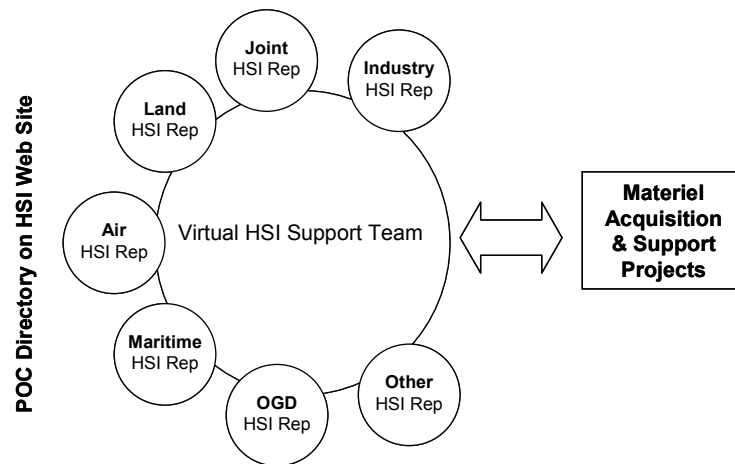 POC Directory on HSI Web Site
Joint
HSI Rep
Industry
HSI Rep
Land
HSI Rep
Air
HSI Rep
Virtual HSI Support Team
Maritime
HSI Rep
OGD
HSI Rep
Other
HSI Rep
Materiel
Acquisition
& Support
Projects